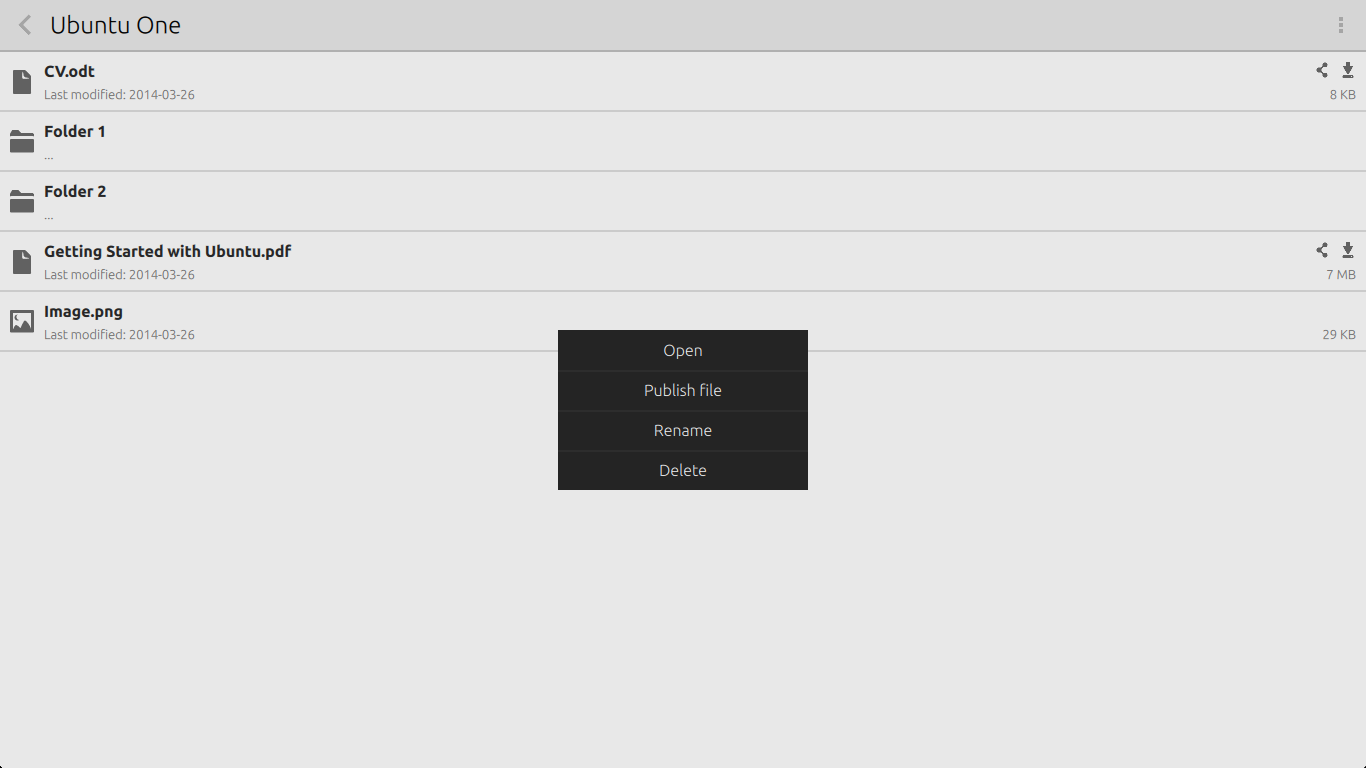 Ubuntu One
CV.odt
Last modified: 2014-03-26
8 KB
Folder 1
...
Folder 2
...
Getting Started with Ubuntu.pdf
Last modified: 2014-03-26
7 MB
Image.png
Last modified: 2014-03-26
29 KB
Open
Publish file
Rename
Delete